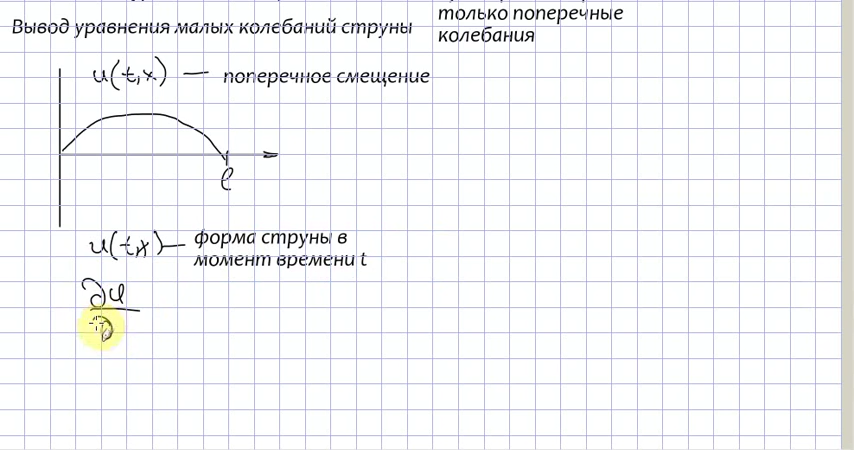 только поперечные
Вывод уравнения малых колебаний струны
колебания
u(t,x) — поперечное смещение
ℓ
u(t,x) — форма струны в
момент времени t
∂u
∂